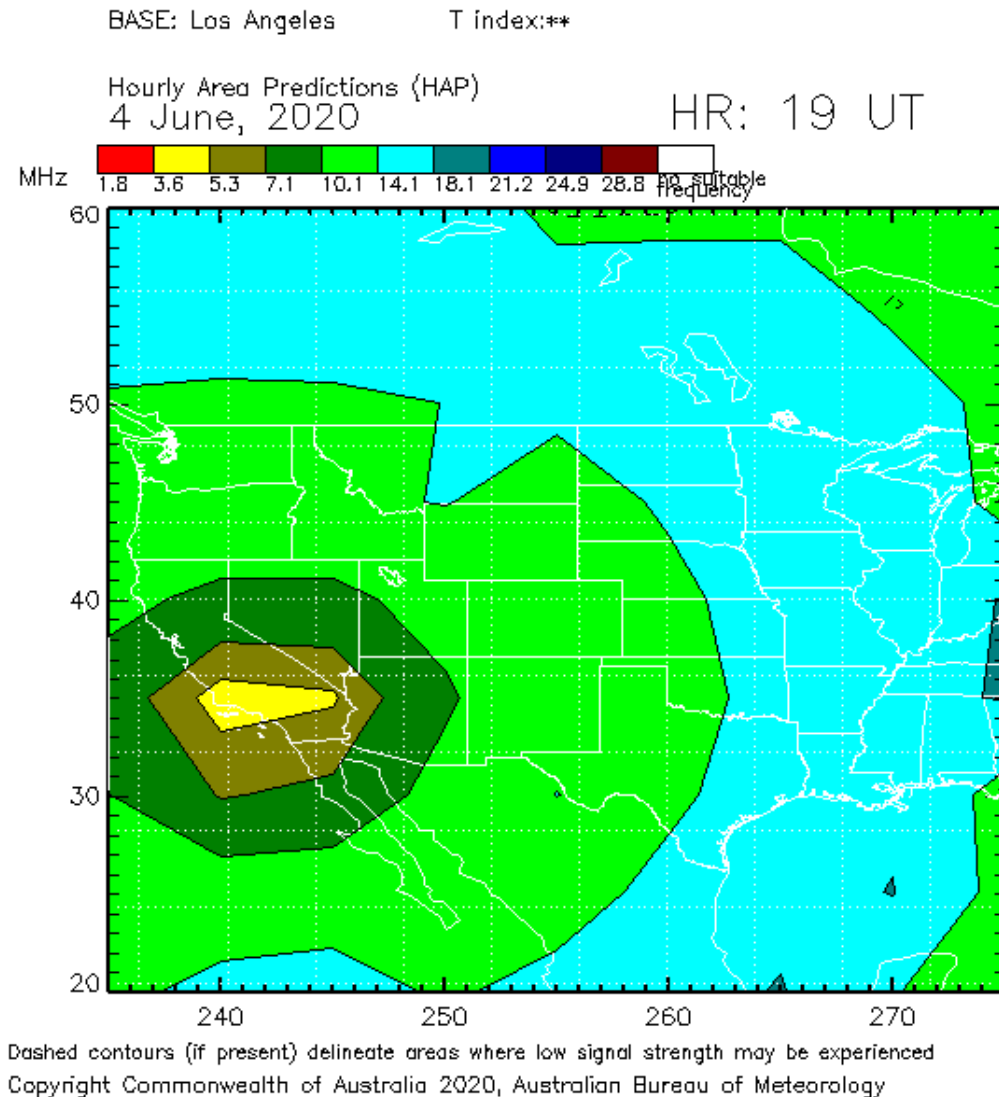 BASE: Los Angeles T index:**
Hourly Area Predictions (HAP)
4 June, 2020 HR: 19 UT
MHz 1.8 3.6 5.3 7.1 10.1 14.1 18.1 21.2 24.9 28.8 no suitable
frequency
60
50
40
30
20
240 250 260 270
Dashed contours (if present) delineate areas where low signal strength may be experienced
Copyright Commonwealth of Australia 2020, Australian Bureau of Meteorology